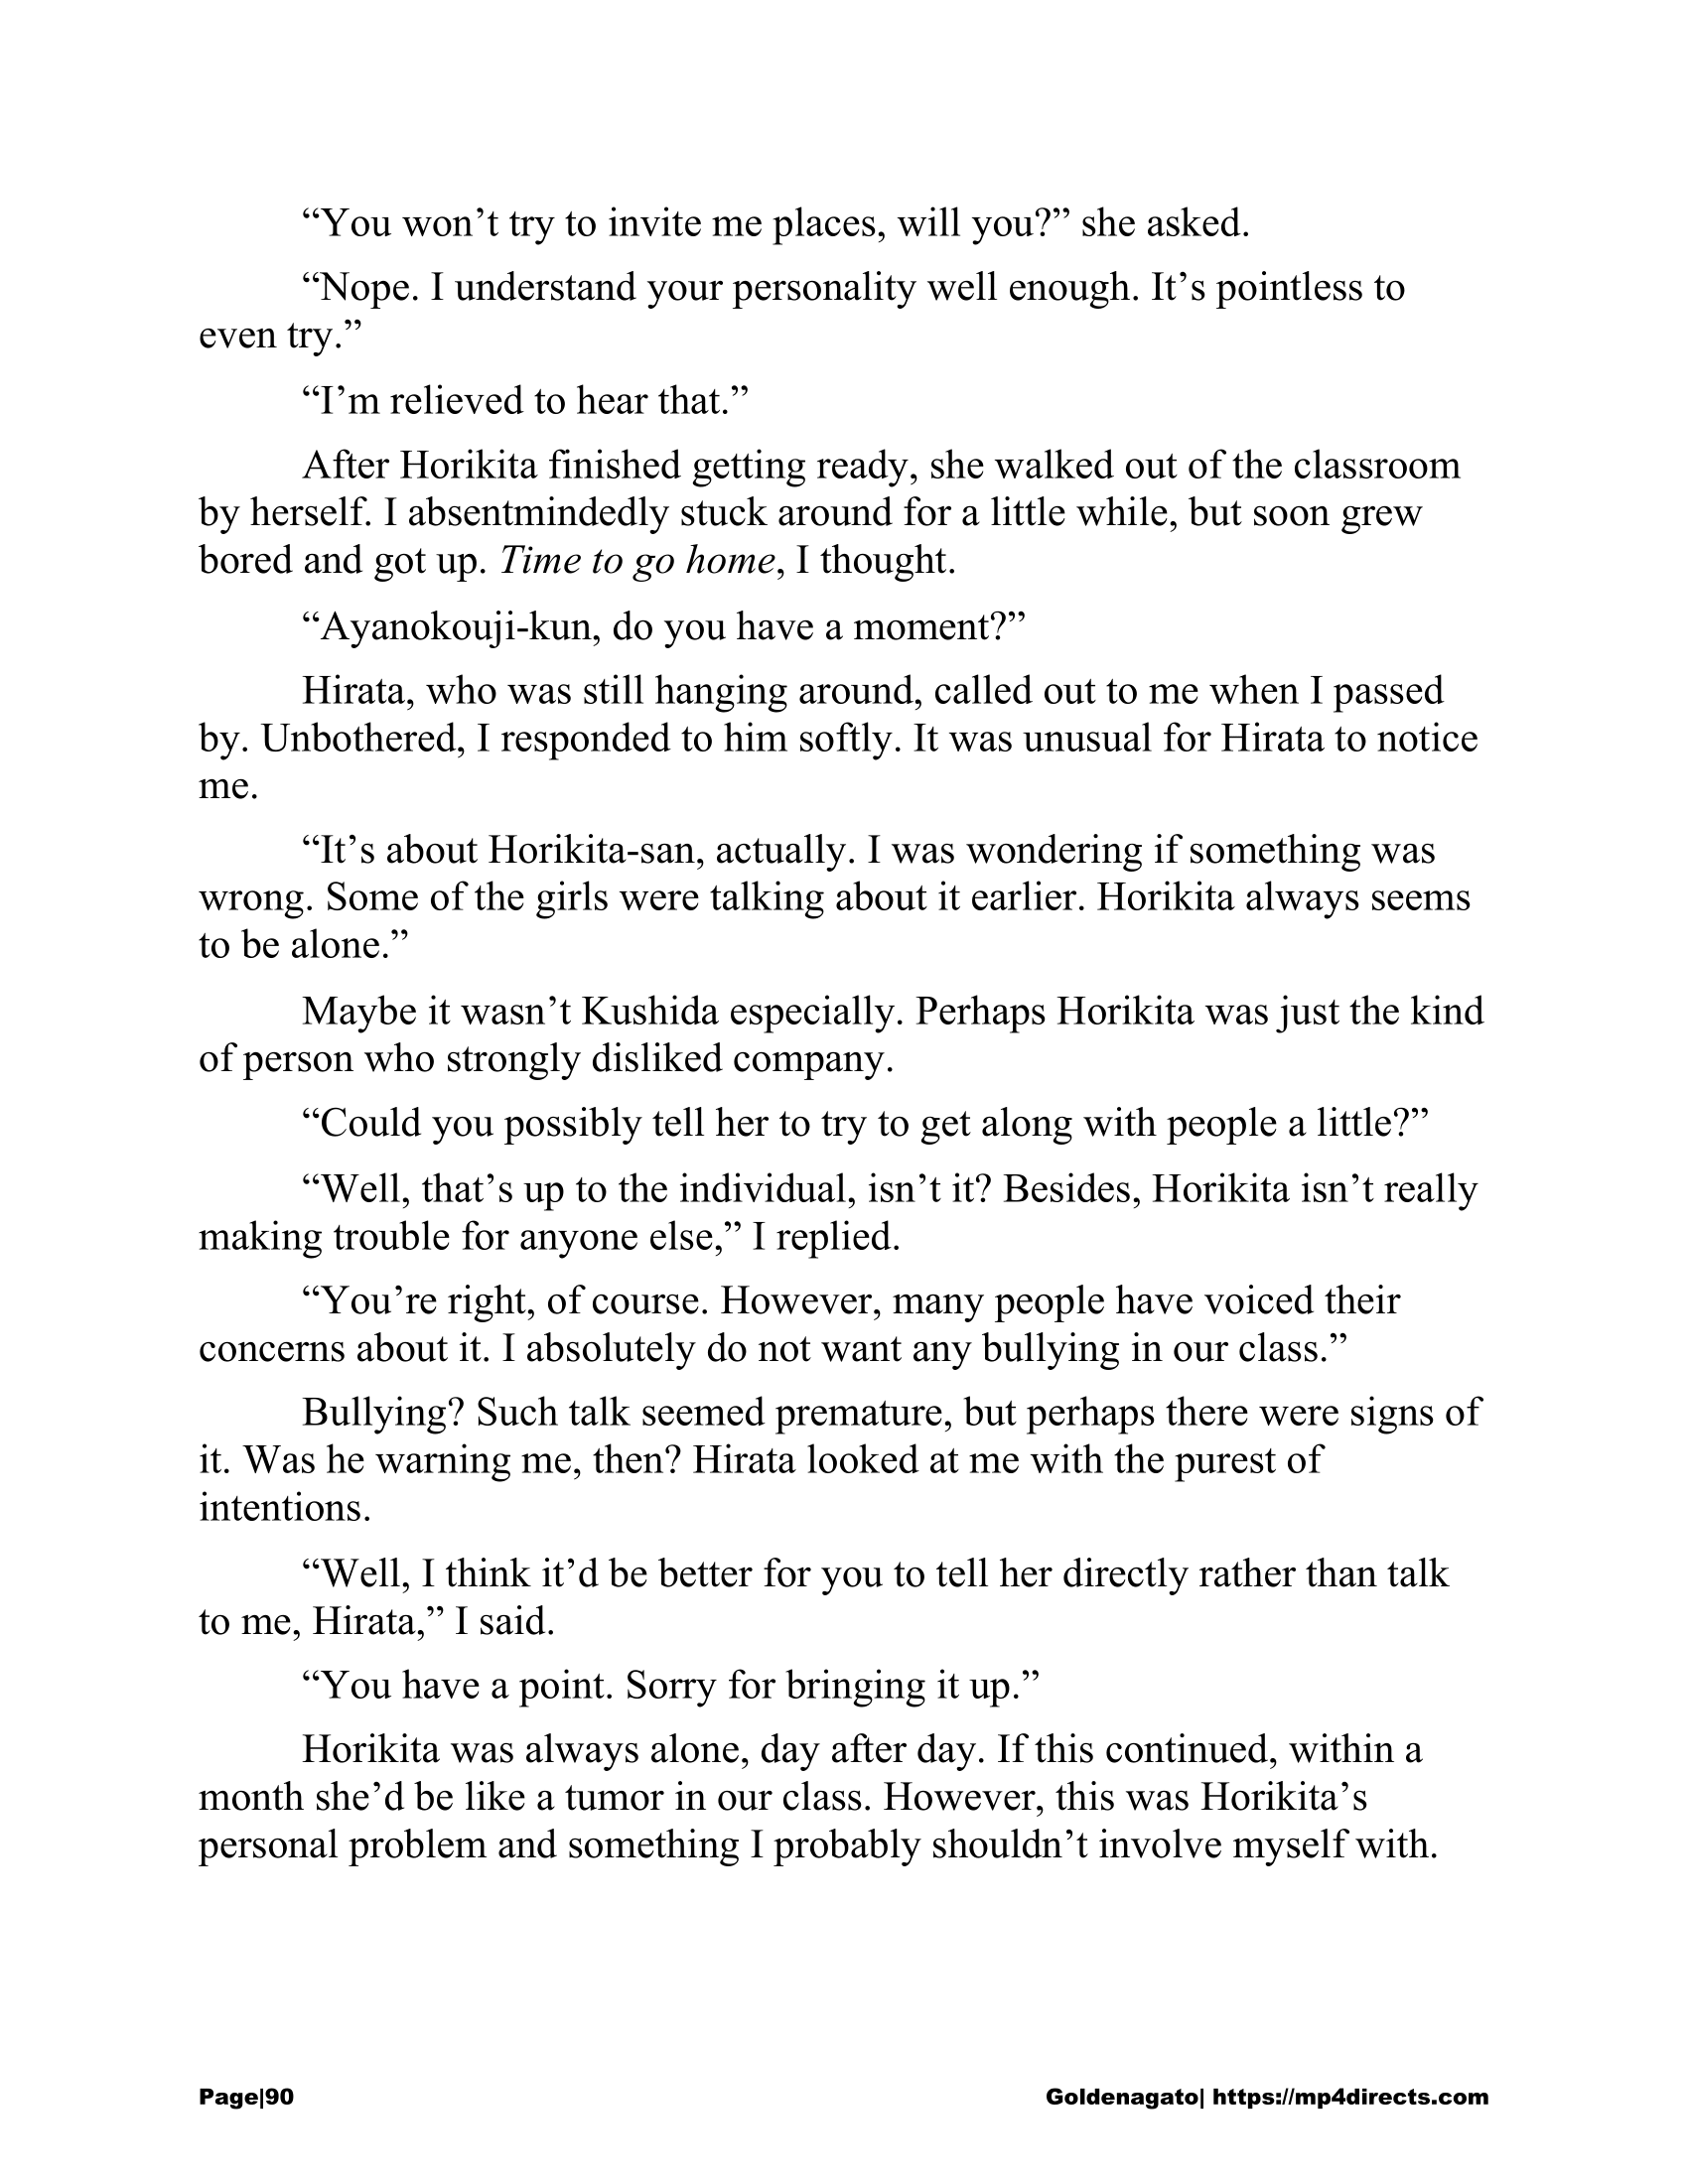 “You won’t try to invite me places, will you?” she asked.
“Nope. I understand your personality well enough. It’s pointless to
even try.”
“I’m relieved to hear that.”
After Horikita finished getting ready, she walked out of the classroom
by herself. I absentmindedly stuck around for a little while, but soon grew
bored and got up. Time to go home, I thought.
“Ayanokouji-kun, do you have a moment?”
Hirata, who was still hanging around, called out to me when I passed
by. Unbothered, I responded to him softly. It was unusual for Hirata to notice
me.
“It’s about Horikita-san, actually. I was wondering if something was
wrong. Some of the girls were talking about it earlier. Horikita always seems
to be alone.”
Maybe it wasn’t Kushida especially. Perhaps Horikita was just the kind
of person who strongly disliked company.
“Could you possibly tell her to try to get along with people a little?”
“Well, that’s up to the individual, isn’t it? Besides, Horikita isn’t really
making trouble for anyone else,” I replied.
“You’re right, of course. However, many people have voiced their
concerns about it. I absolutely do not want any bullying in our class.”
Bullying? Such talk seemed premature, but perhaps there were signs of
it. Was he warning me, then? Hirata looked at me with the purest of
intentions.
“Well, I think it’d be better for you to tell her directly rather than talk
to me, Hirata,” I said.
“You have a point. Sorry for bringing it up.”
Horikita was always alone, day after day. If this continued, within a
month she’d be like a tumor in our class. However, this was Horikita’s
personal problem and something I probably shouldn’t involve myself with.
Page|90 Goldenagato| https://mp4directs.com